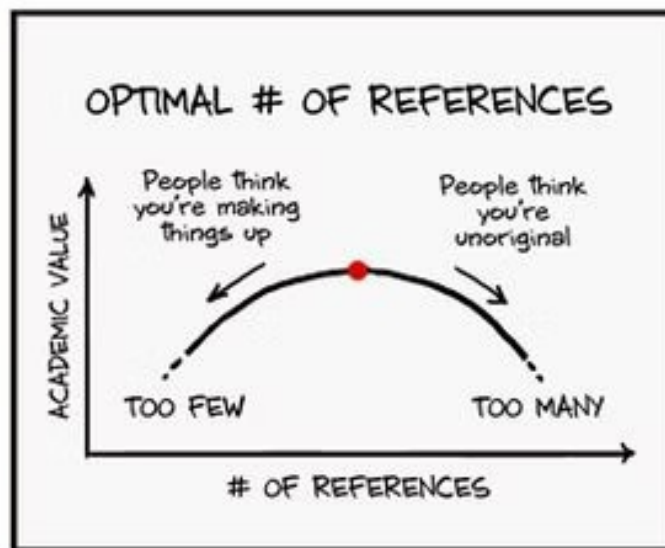 OPTIMAL # OF REFERENCES
People think
you're making
things up
People think
you're
unoriginal
ACADEMIC VALUE
TOO FEW
TOO MANY
# OF REFERENCES